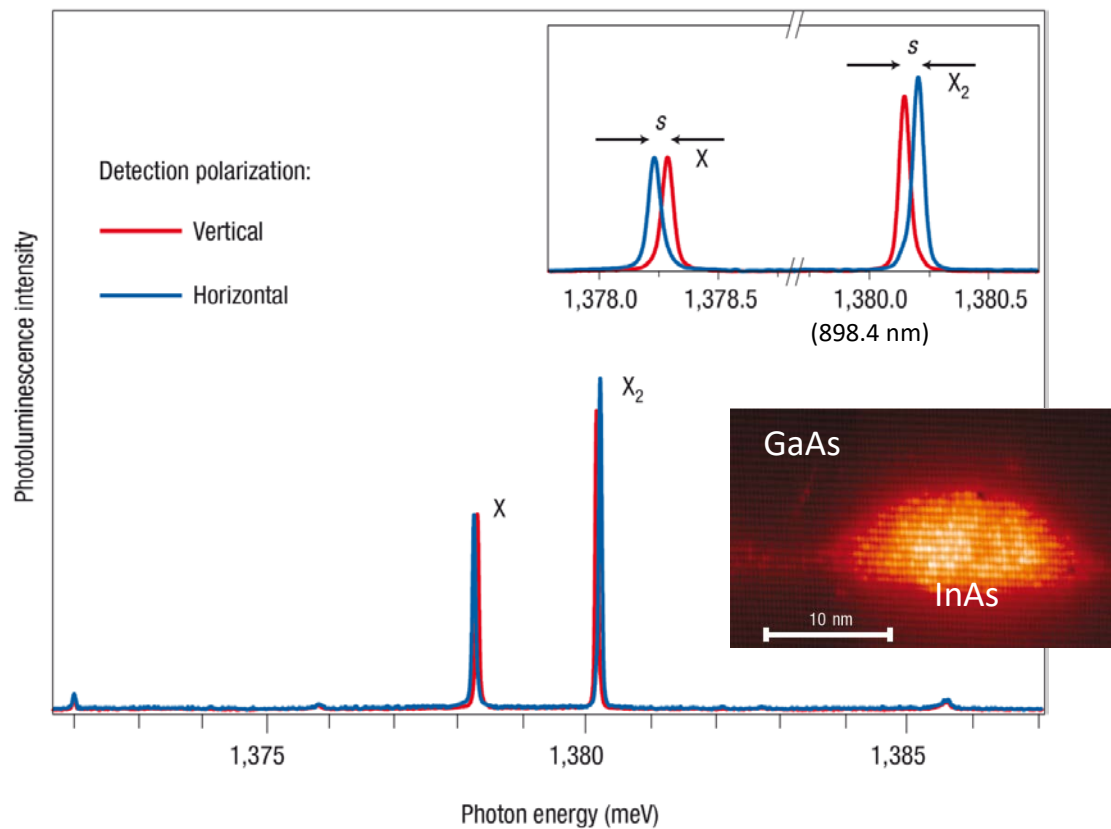 s
X₂
s
X
Detection polarization:
Vertical
Horizontal
1,378.0 1,378.5 1,380.0 1,380.5
(898.4 nm)
Photoluminescence intensity
X₂
X
GaAs
InAs
10 nm
1,375 1,380 1,385
Photon energy (meV)